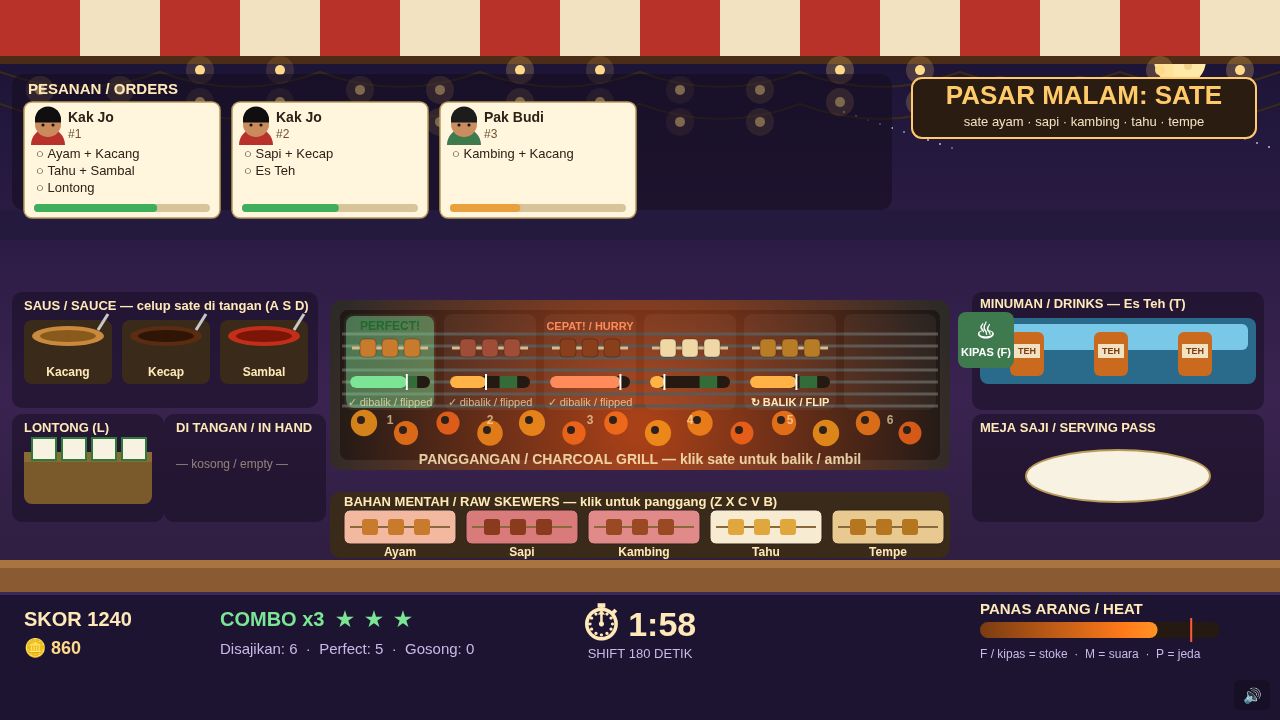 PESANAN / ORDERS
Kak Jo
#1
○ Ayam + Kacang
○ Tahu + Sambal
○ Lontong
Kak Jo
#2
○ Sapi + Kecap
○ Es Teh
Pak Budi
#3
○ Kambing + Kacang
PASAR MALAM: SATE
sate ayam · sapi · kambing · tahu · tempe
SAUS / SAUCE — celup sate di tangan (A S D)
Kacang
Kecap
Sambal
LONTONG (L)
DI TANGAN / IN HAND
— kosong / empty —
PERFECT!
CEPAT! / HURRY
✓ dibalik / flipped
✓ dibalik / flipped
✓ dibalik / flipped
↻ BALIK / FLIP
1 2 3 4 5 6
PANGGANGAN / CHARCOAL GRILL — klik sate untuk balik / ambil
KIPAS (F)
MINUMAN / DRINKS — Es Teh (T)
TEH
TEH
TEH
MEJA SAJI / SERVING PASS
BAHAN MENTAH / RAW SKEWERS — klik untuk panggang (Z X C V B)
Ayam
Sapi
Kambing
Tahu
Tempe
SKOR 1240
860
COMBO x3 ★ ★ ★
Disajikan: 6 · Perfect: 5 · Gosong: 0
1:58
SHIFT 180 DETIK
PANAS ARANG / HEAT
F / kipas = stoke · M = suara · P = jeda